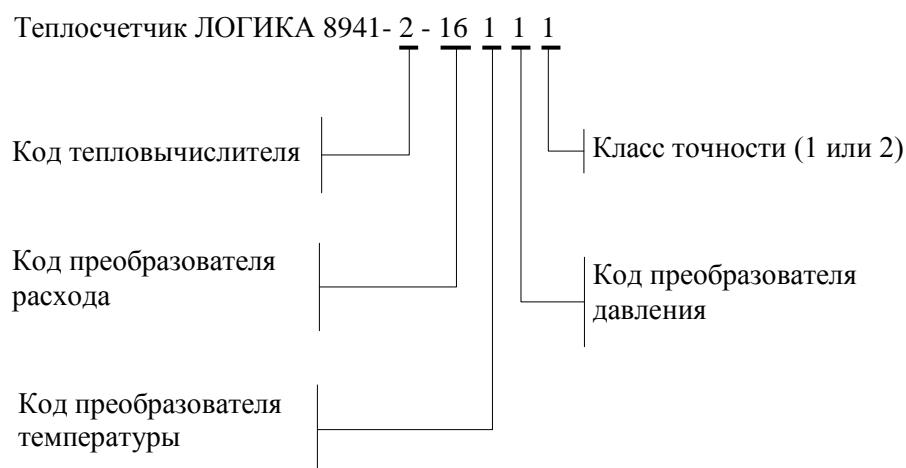 Теплосчетчик ЛОГИКА 8941- 2 - 16 1 1 1
Код тепловычислителя
Класс точности (1 или 2)
Код преобразователя
расхода
Код преобразователя
давления
Код преобразователя
температуры